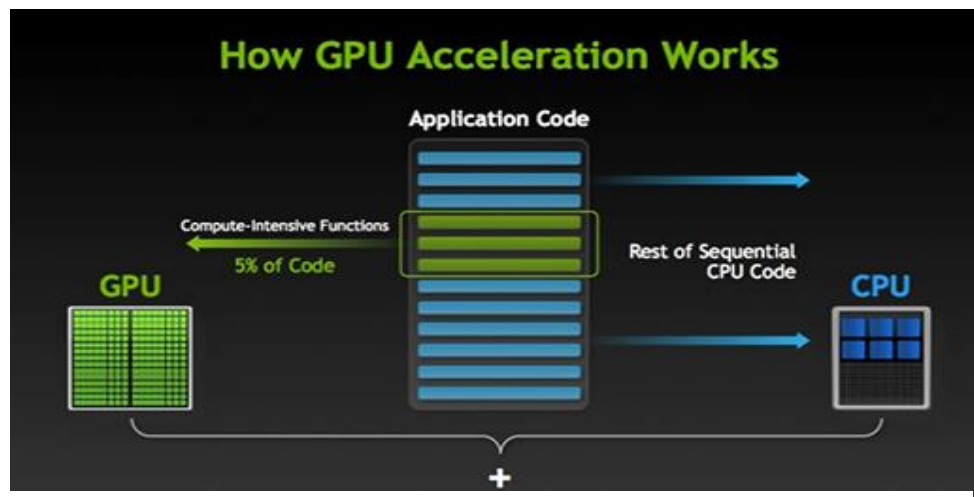 How GPU Acceleration Works
Application Code
Compute-Intensive Functions
5% of Code
Rest of Sequential
CPU Code
GPU
CPU
+